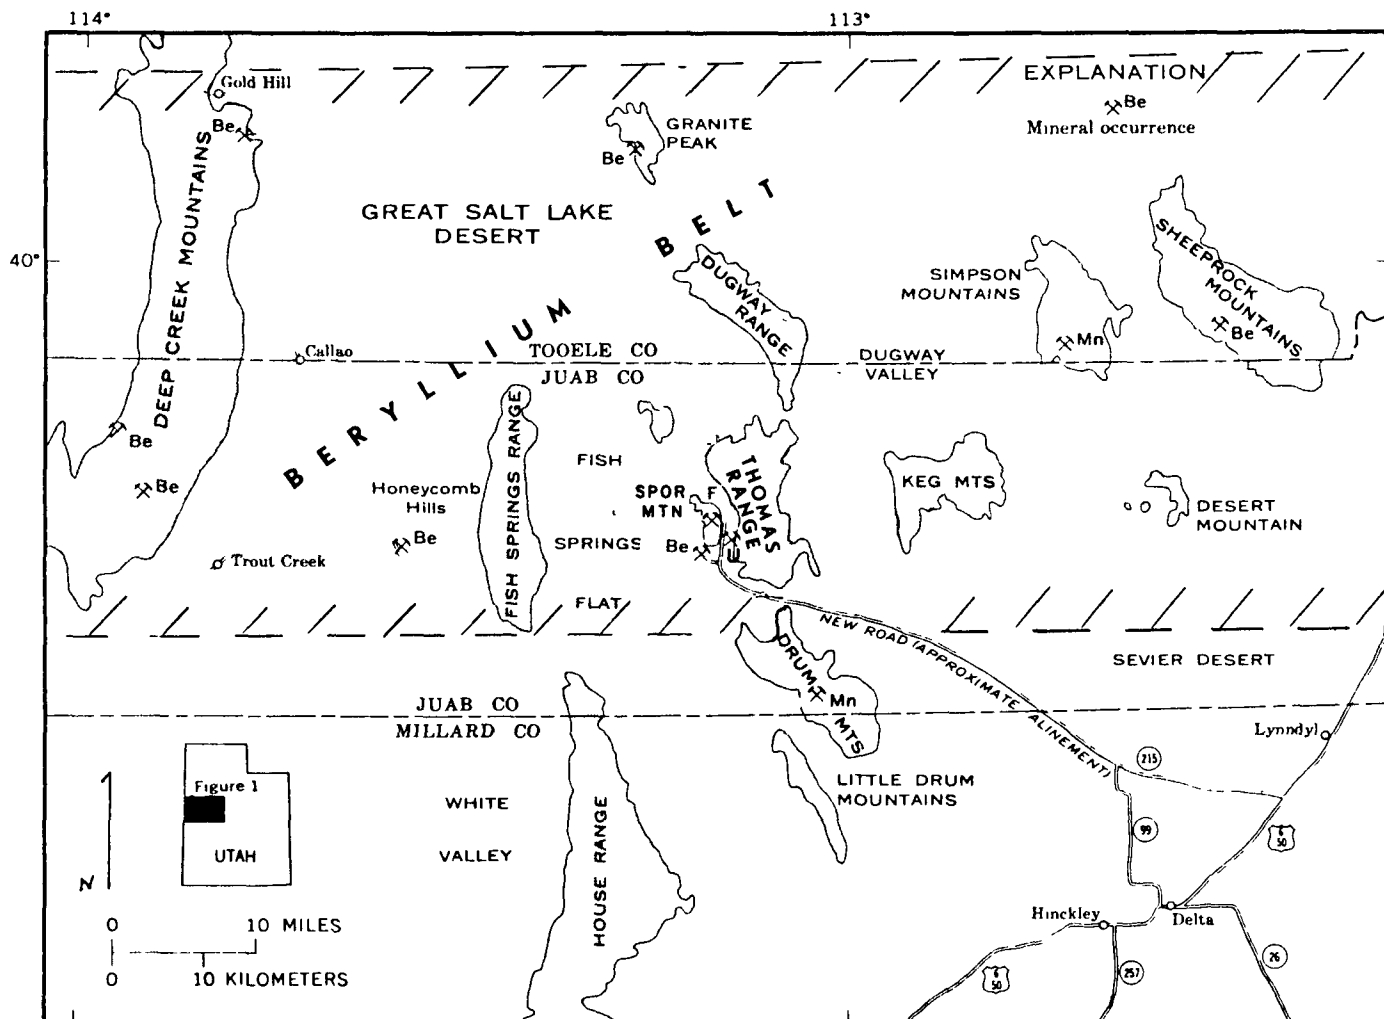 114°
113°
Gold Hill
EXPLANATION
Be
Mineral occurrence
Be
GRANITE
PEAK
Be
DEEP CREEK MOUNTAINS
GREAT SALT LAKE
DESERT
BERYLLIUM BELT
40°
DUGWAY
RANGE
SIMPSON
MOUNTAINS
SHEEPROCK
MOUNTAINS
Be
Mn
Callao
TOOELE CO
JUAB CO
DUGWAY
VALLEY
Be
Be
Honeycomb
Hills
Be
FISH SPRINGS RANGE
FISH
SPRINGS
FLAT
SPOR
MTN
F
Be
U
THOMAS
RANGE
KEG MTS
DESERT
MOUNTAIN
Trout Creek
NEW ROAD (APPROXIMATE ALINEMENT)
SEVIER DESERT
DRUM
MTS
Mn
JUAB CO
MILLARD CO
Lynndyl
215
LITTLE DRUM
MOUNTAINS
Figure 1
UTAH
WHITE
VALLEY
HOUSE RANGE
99
6
50
N
0 10 MILES
0 10 KILOMETERS
Hinckley
Delta
6
50
257
26